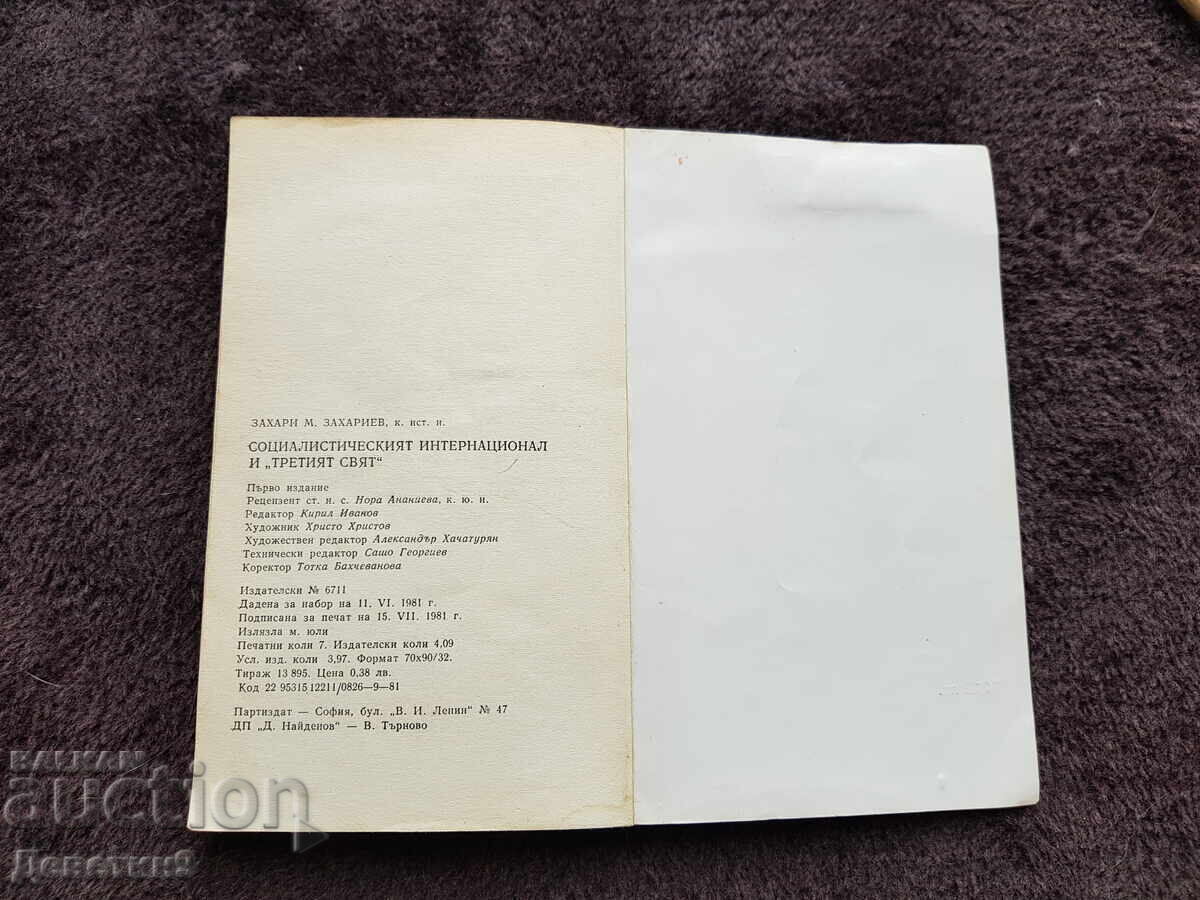 ЗАХАРИ М. ЗАХАРИЕВ, к. ист. н.
СОЦИАЛИСТИЧЕСКИЯТ ИНТЕРНАЦИОНАЛ
И „ТРЕТИЯТ СВЯТ“
Първо издание
Рецензент ст. н. с. Нора Ананиева, к. ю. н.
Редактор Кирил Иванов
Художник Христо Христов
Художествен редактор Александър Хачатурян
Технически редактор Сашо Георгиев
Коректор Тотка Бахчеванова
Издателски № 6711
Дадена за набор на 11. VI. 1981 г.
Подписана за печат на 15. VII. 1981 г.
Излязла м. юли
Печатни коли 7. Издателски коли 4,09
Усл. изд. коли 3,97. Формат 70x90/32.
Тираж 13 895. Цена 0,38 лв.
Код 22 9531512211/0826—9—81
Партиздат — София, бул. „В. И. Ленин“ № 47
ДП „Д. Найденов“ — В. Търново
BALKAN
auction
Деветки9